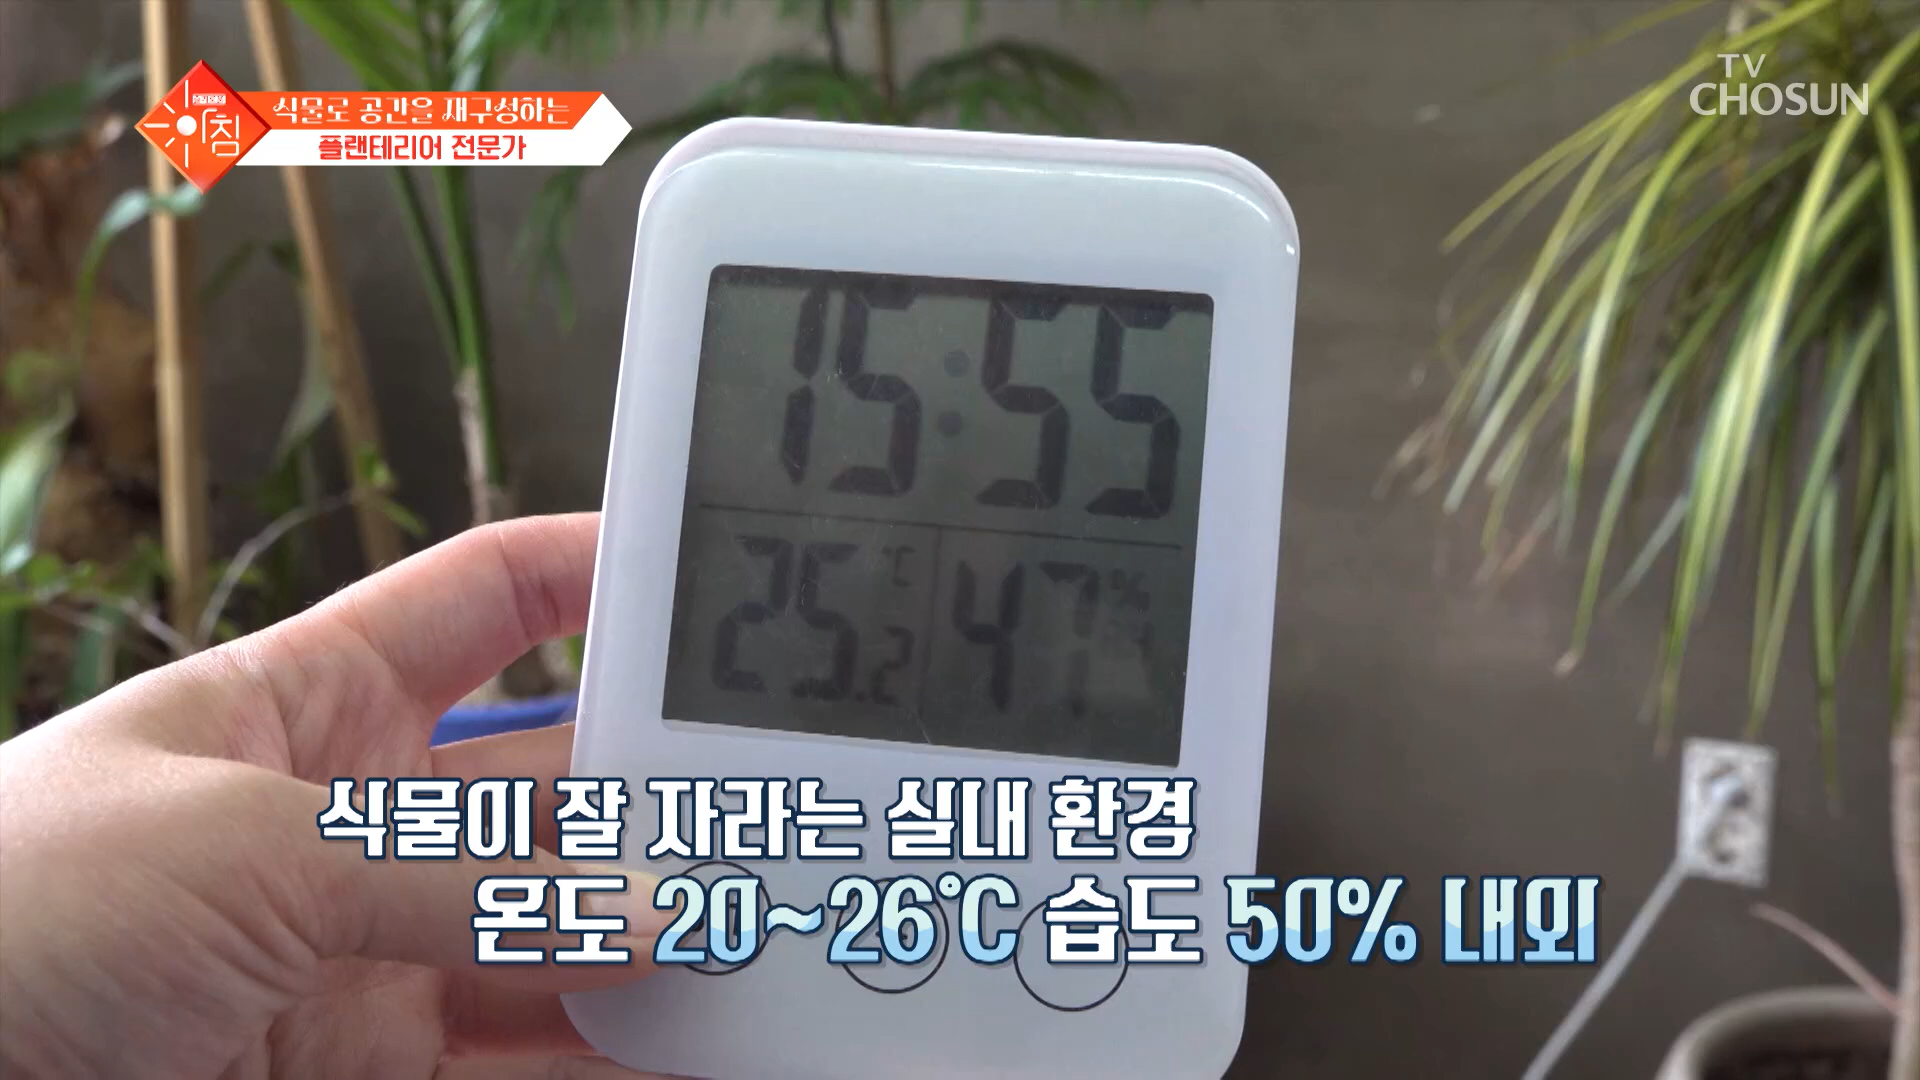 아침
식물로 공간을 재구성하는
플랜테리어 전문가
TV
CHOSUN
15:55
25.2 ℃ 47 %
식물이 잘 자라는 실내 환경
온도 20~26℃ 습도 50% 내외